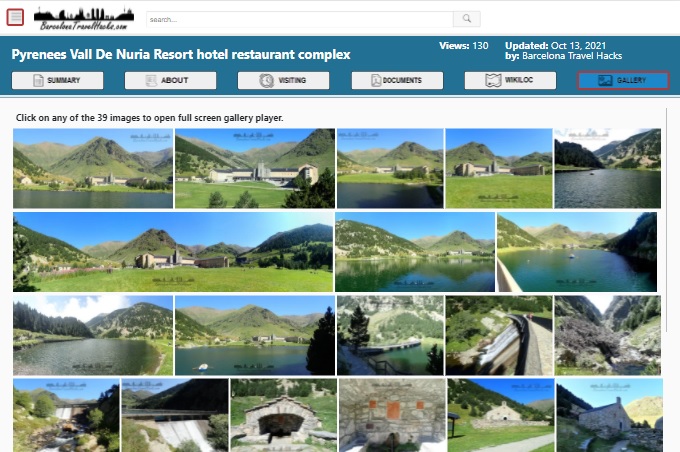 BarcelonaTravelHacks.com
search...
Pyrenees Vall De Nuria Resort hotel restaurant complex
Views: 130
Updated: Oct 13, 2021
by: Barcelona Travel Hacks
SUMMARY
ABOUT
VISITING
DOCUMENTS
WIKILOC
GALLERY
Click on any of the 39 images to open full screen gallery player.